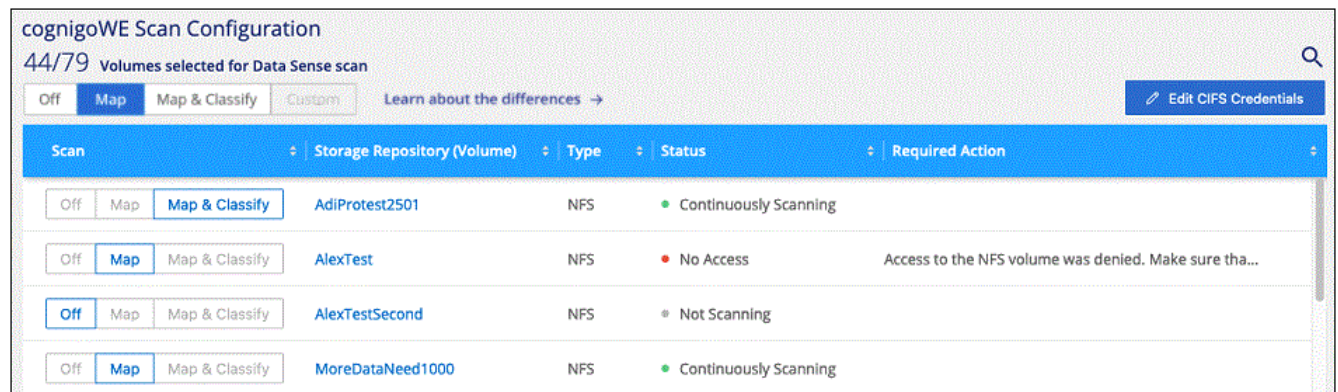 cognigoWE Scan Configuration
44/79 Volumes selected for Data Sense scan
Off Map Map & Classify Custom Learn about the differences → Edit CIFS Credentials
Scan Storage Repository (Volume) Type Status Required Action
Off Map Map & Classify AdiProtest2501 NFS Continuously Scanning
Off Map Map & Classify AlexTest NFS No Access Access to the NFS volume was denied. Make sure tha...
Off Map Map & Classify AlexTestSecond NFS Not Scanning
Off Map Map & Classify MoreDataNeed1000 NFS Continuously Scanning